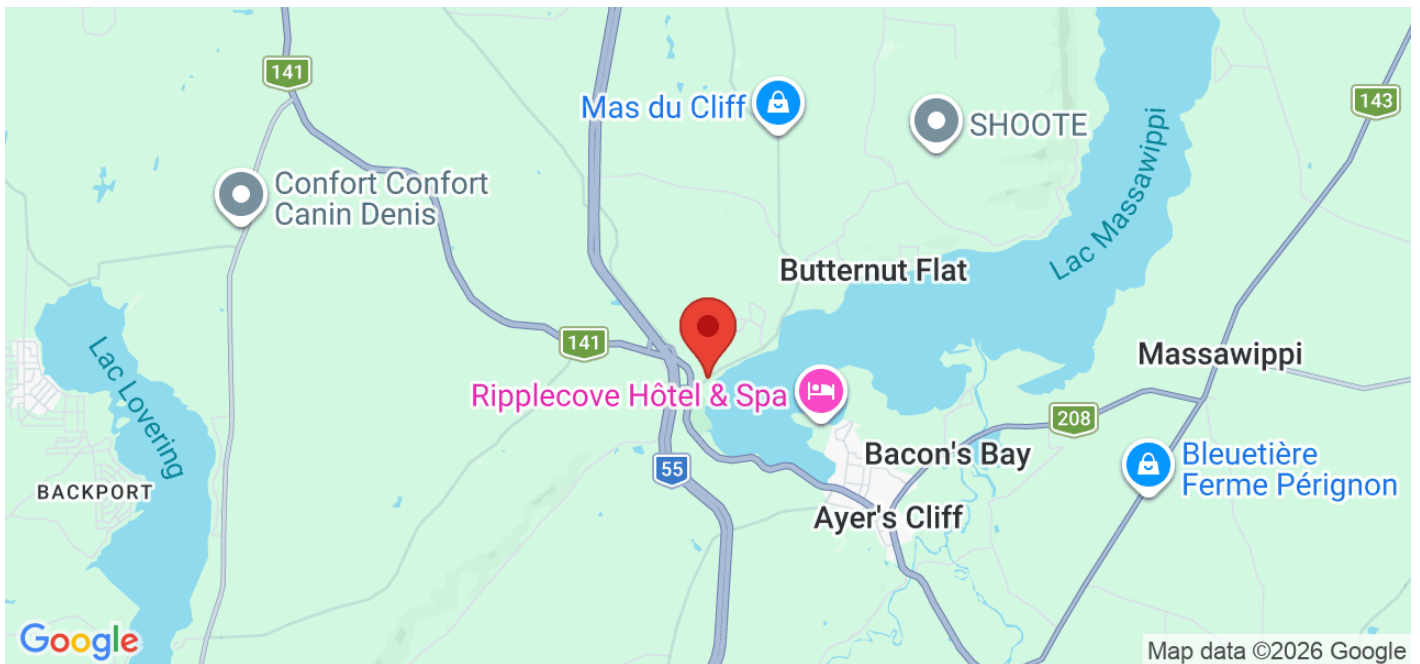 141
143
Mas du Cliff
SHOOTE
Confort Confort
Canin Denis
Lac Massawippi
Butternut Flat
141
Lac Lovering
Massawippi
Ripplecove Hôtel & Spa
208
Bacon's Bay
Bleuetière
Ferme Pérignon
55
BACKPORT
Ayer's Cliff
Google
Map data ©2026 Google